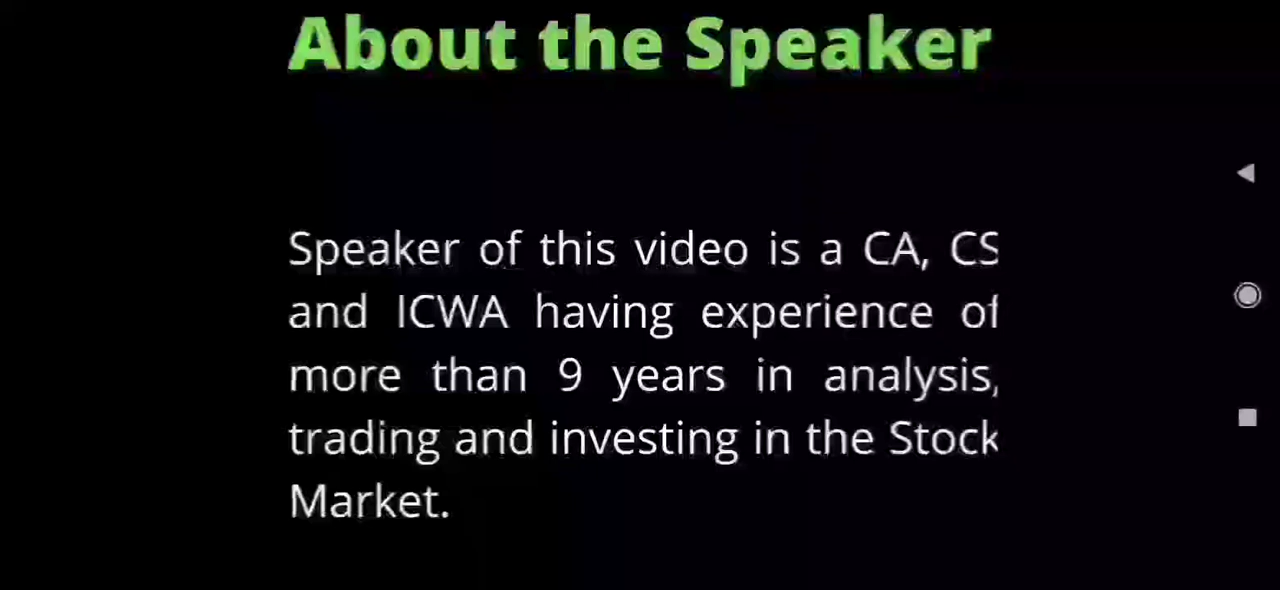 About the Speaker
Speaker of this video is a CA, CS
and ICWA having experience of
more than 9 years in analysis,
trading and investing in the Stock
Market.